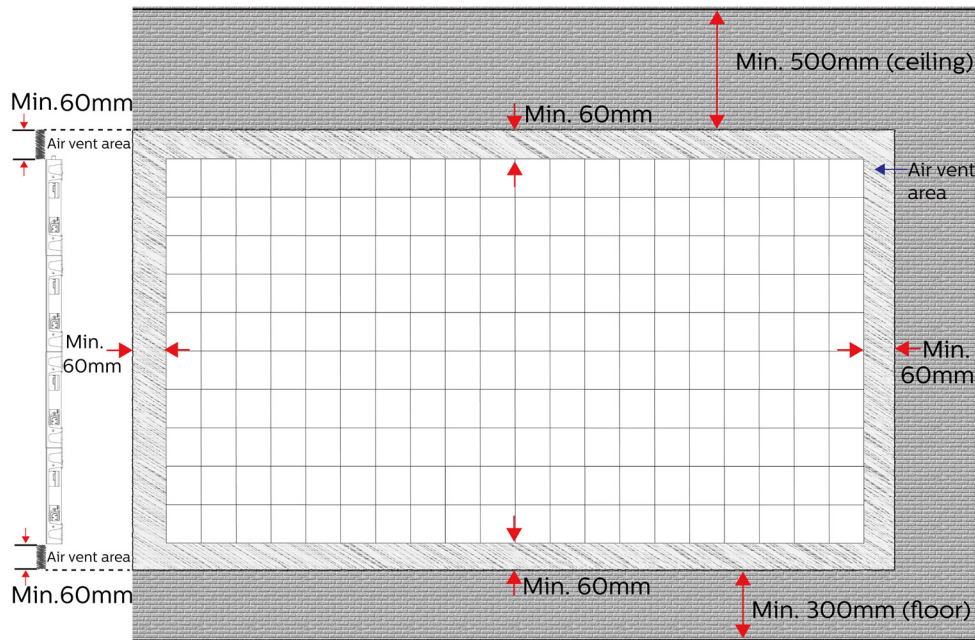 Min. 500mm (ceiling)
Min.60mm
Min. 60mm
Air vent area
Air vent
area
Min.
60mm
Min.
60mm
Air vent area
Min.60mm
Min. 60mm
Min. 300mm (floor)